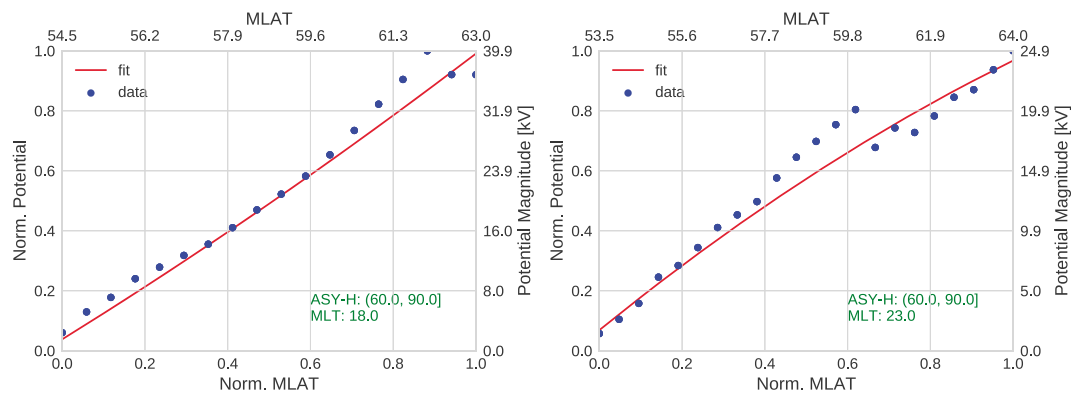 MLAT
54.5 56.2 57.9 59.6 61.3 63.0
1.0 39.9
fit
data
0.8 31.9
0.6 23.9
0.4 16.0
0.2 8.0
0.0 0.0
Norm. Potential
Potential Magnitude [kV]
ASY-H: (60.0, 90.0]
MLT: 18.0
0.0 0.2 0.4 0.6 0.8 1.0
Norm. MLAT
MLAT
53.5 55.6 57.7 59.8 61.9 64.0
1.0 24.9
fit
data
0.8 19.9
0.6 14.9
0.4 9.9
0.2 5.0
0.0 0.0
Norm. Potential
Potential Magnitude [kV]
ASY-H: (60.0, 90.0]
MLT: 23.0
0.0 0.2 0.4 0.6 0.8 1.0
Norm. MLAT